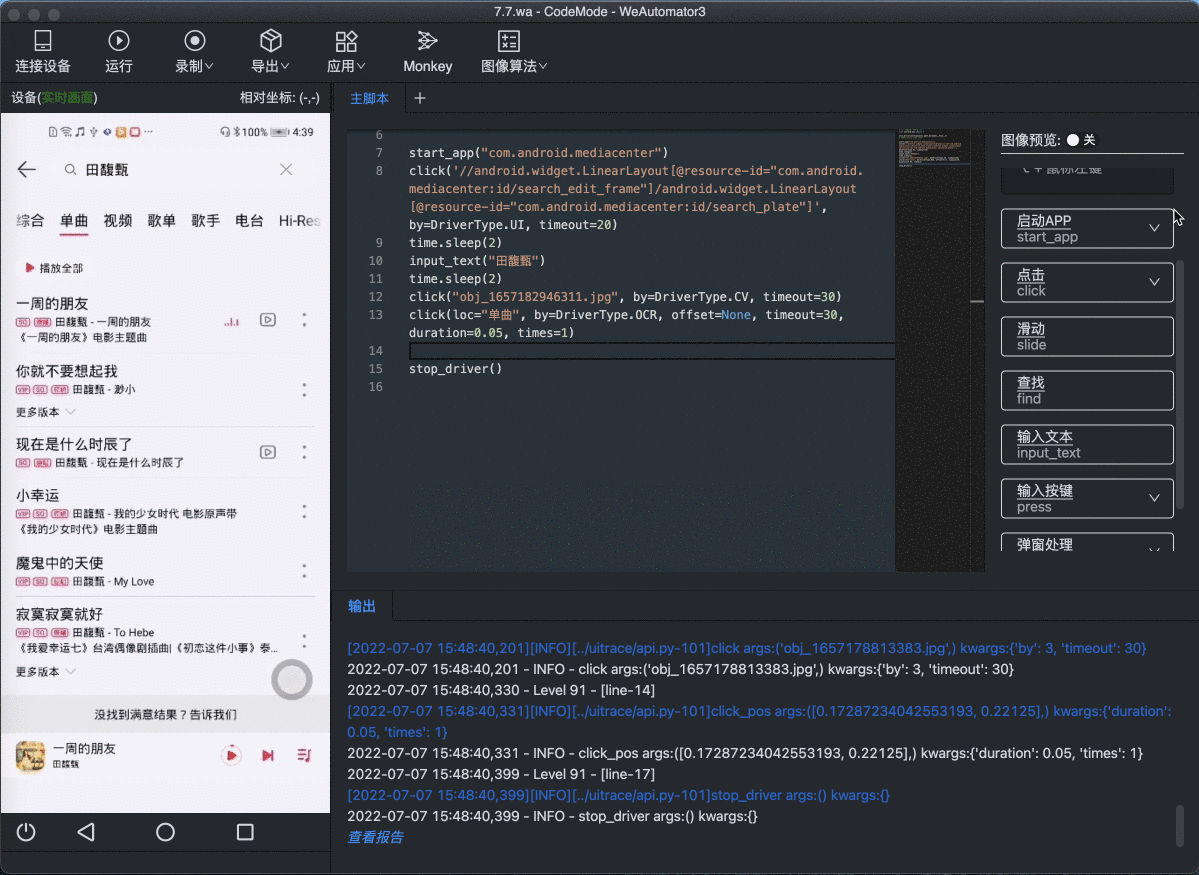 7.7.wa - CodeMode - WeAutomator3
连接设备 运行 录制 导出 应用 Monkey 图像算法
设备(实时画面) 相对坐标: (-,-)
100% 4:39
田馥甄
综合 单曲 视频 歌单 歌手 电台 Hi-Res
播放全部
一周的朋友
SQ 田馥甄 - 一周的朋友
《一周的朋友》电影主题曲
你就不要想起我
VIP SQ 田馥甄 - 渺小
更多版本
现在是什么时辰了
SQ 田馥甄 - 现在是什么时辰了
小幸运
VIP SQ 田馥甄 - 我的少女时代 电影原声带
《我的少女时代》电影主题曲
魔鬼中的天使
VIP SQ 田馥甄 - My Love
寂寞寂寞就好
VIP SQ 田馥甄 - To Hebe
《我爱幸运七》台湾偶像剧插曲|《初恋这件小事》泰...
更多版本
没找到满意结果？告诉我们
一周的朋友
田馥甄
主脚本 +
6
7 start_app("com.android.mediacenter")
8 click('//android.widget.LinearLayout[@resource-id="com.android.
mediacenter:id/search_edit_frame"]/android.widget.LinearLayout
[@resource-id="com.android.mediacenter:id/search_plate"]',
by=DriverType.UI, timeout=20)
9 time.sleep(2)
10 input_text("田馥甄")
11 time.sleep(2)
12 click("obj_1657182946311.jpg", by=DriverType.CV, timeout=30)
13 click(loc="单曲", by=DriverType.OCR, offset=None, timeout=30,
duration=0.05, times=1)
14
15 stop_driver()
16
图像预览: 关
⌥ + 鼠标左键
启动APP
start_app
点击
click
滑动
slide
查找
find
输入文本
input_text
输入按键
press
弹窗处理
输出
[2022-07-07 15:48:40,201][INFO][../uitrace/api.py-101]click args:('obj_1657178813383.jpg',) kwargs:{'by': 3, 'timeout': 30}
2022-07-07 15:48:40,201 - INFO - click args:('obj_1657178813383.jpg',) kwargs:{'by': 3, 'timeout': 30}
2022-07-07 15:48:40,330 - Level 91 - [line-14]
[2022-07-07 15:48:40,331][INFO][../uitrace/api.py-101]click_pos args:([0.17287234042553193, 0.22125],) kwargs:{'duration':
0.05, 'times': 1}
2022-07-07 15:48:40,331 - INFO - click_pos args:([0.17287234042553193, 0.22125],) kwargs:{'duration': 0.05, 'times': 1}
2022-07-07 15:48:40,399 - Level 91 - [line-17]
[2022-07-07 15:48:40,399][INFO][../uitrace/api.py-101]stop_driver args:() kwargs:{}
2022-07-07 15:48:40,399 - INFO - stop_driver args:() kwargs:{}
查看报告